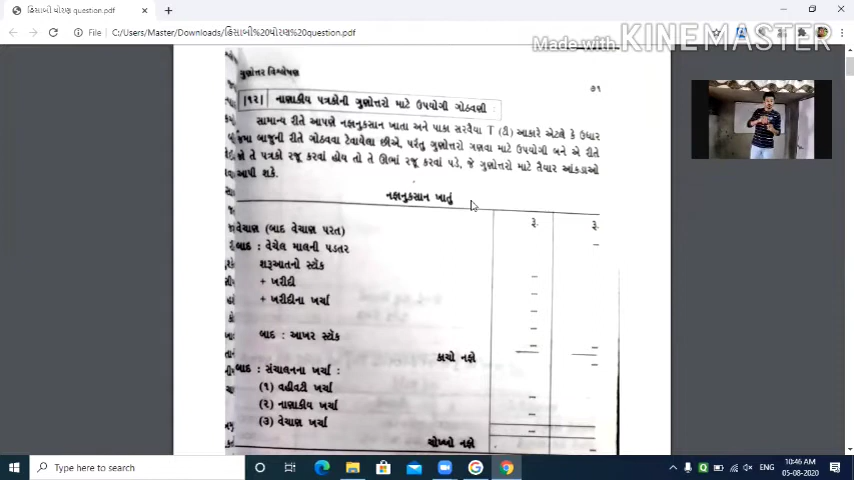 હિસાબી ધોરણ question.pdf
File
C:/Users/Master/Downloads/હિસાબી%20ધોરણ%20question.pdf
Made with KINEMASTER
ગુણોત્તર વિશ્લેષણ
૭૧
|૧૨| નાણાકીય પત્રકોની ગુણોત્તરો માટે ઉપયોગી ગોઠવણી :
સામાન્ય રીતે આપણે નફાનુકસાન ખાતા અને પાકા સરવૈયા T (ટી) આકારે એટલે કે ઉધાર
જમા બાજુની રીતે ગોઠવવા ટેવાયેલા છીએ, પરંતુ ગુણોત્તરો ગણવા માટે ઉપયોગી બને એ રીતે
જો તે પત્રકો રજૂ કરવાં હોય તો તે ઊભાં રજૂ કરવાં પડે, જે ગુણોત્તરો માટે તૈયાર આંકડાઓ
આપી શકે.
નફાનુકસાન ખાતું
રૂ. રૂ.
વેચાણ (બાદ વેચાણ પરત) –
બાદ : વેચેલ માલની પડતર
શરૂઆતનો સ્ટૉક –
+ ખરીદી –
+ ખરીદીના ખર્ચા –
બાદ : આખર સ્ટૉક
કાચો નફો
બાદ : સંચાલનના ખર્ચા :
(૧) વહીવટી ખર્ચા –
(૨) નાણાકીય ખર્ચા –
(૩) વેચાણ ખર્ચા –
ચોખ્ખો નફો
Type here to search
ENG
10:46 AM
05-08-2020